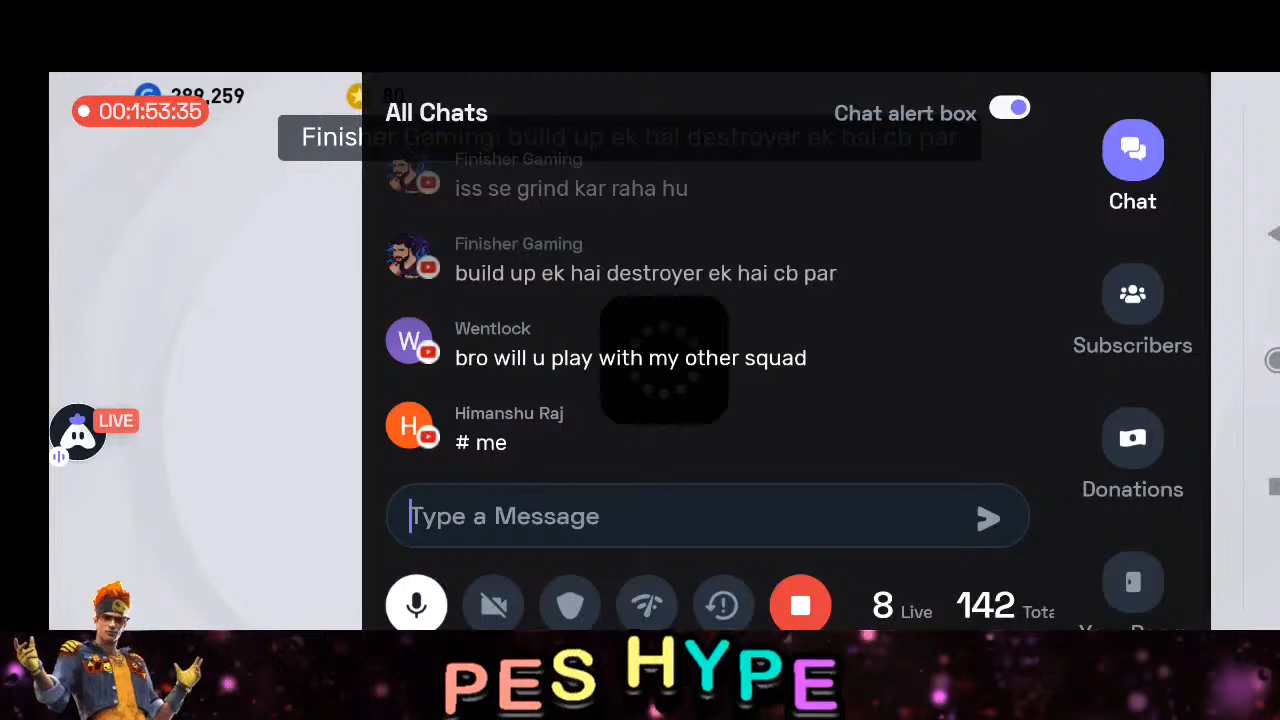 289,259
80
00:1:53:35
All Chats
Chat alert box
Finisher Gaming: build up ek hai destroyer ek hai cb par
Finisher Gaming
iss se grind kar raha hu
Chat
Finisher Gaming
build up ek hai destroyer ek hai cb par
W
Wentlock
bro will u play with my other squad
Subscribers
H
Himanshu Raj
# me
LIVE
Type a Message
Donations
8 Live
142
PES HYPE